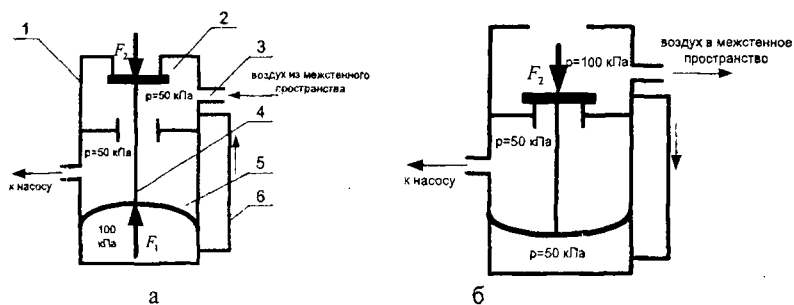 1
2
3
F₂
воздух из межстенного
пространства
p=50 кПа
4
p=50 кПа
5
к насосу
6
100
кПа
F₁
а
воздух в межстенное
пространство
p=100 кПа
F₂
p=50 кПа
к насосу
p=50 кПа
б